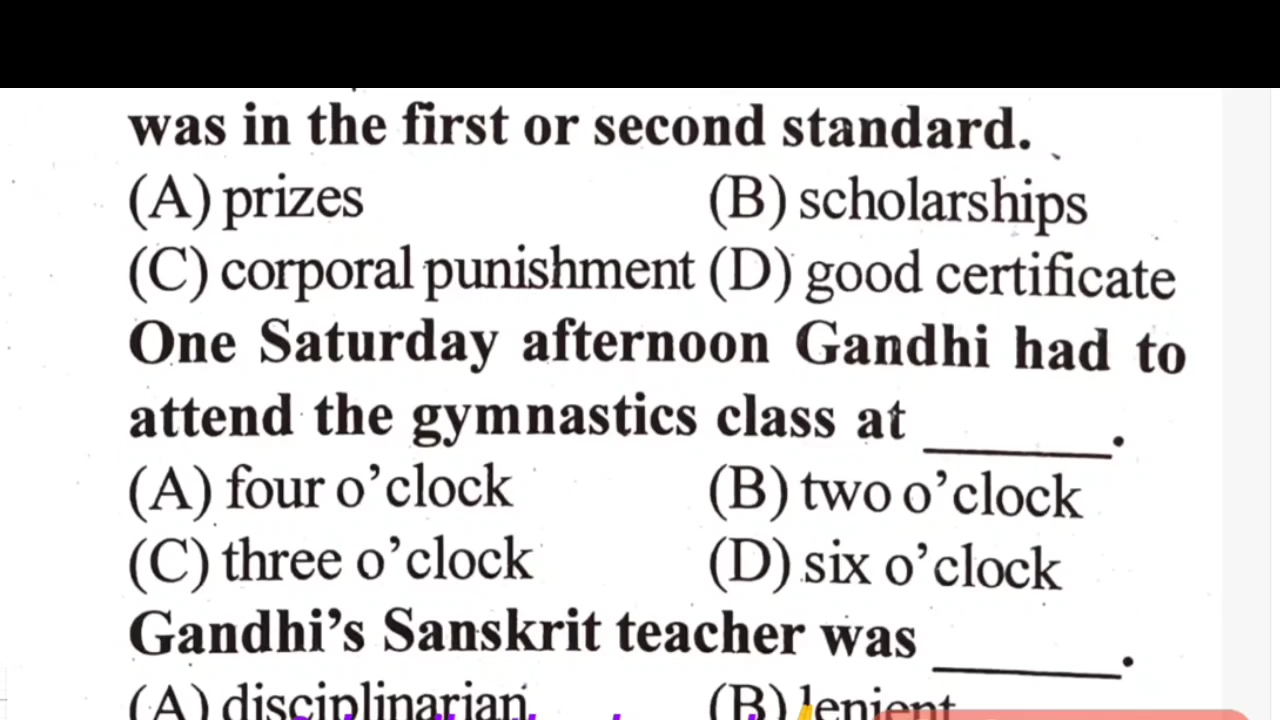 was in the first or second standard.
(A) prizes (B) scholarships
(C) corporal punishment (D) good certificate
One Saturday afternoon Gandhi had to
attend the gymnastics class at ______.
(A) four o’clock (B) two o’clock
(C) three o’clock (D) six o’clock
Gandhi’s Sanskrit teacher was ______.
(A) disciplinarian (B) lenient